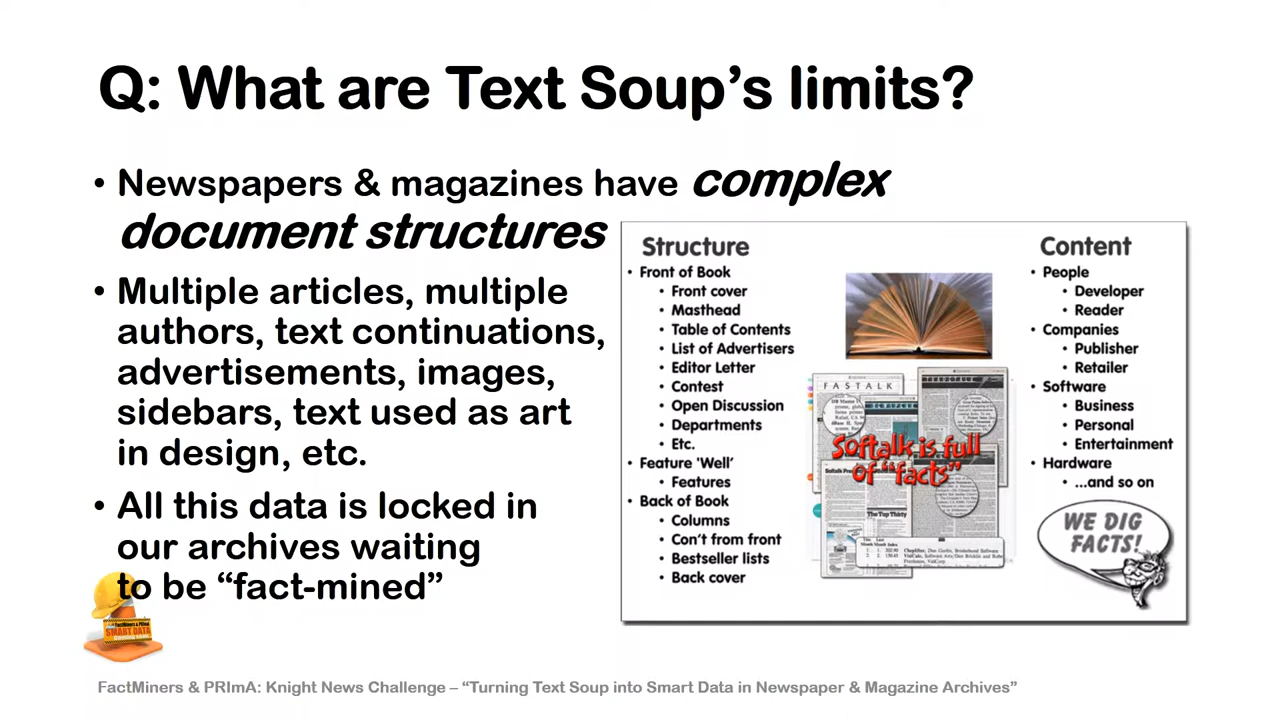 Q: What are Text Soup’s limits?
• Newspapers & magazines have complex
document structures
• Multiple articles, multiple
authors, text continuations,
advertisements, images,
sidebars, text used as art
in design, etc.
• All this data is locked in
our archives waiting
to be “fact-mined”
Structure
• Front of Book
• Front cover
• Masthead
• Table of Contents
• List of Advertisers
• Editor Letter
• Contest
• Open Discussion
• Departments
• Etc.
• Feature 'Well'
• Features
• Back of Book
• Columns
• Con't from front
• Bestseller lists
• Back cover
FASTALK
Softalk is full
of “facts”
The Top Thirty
Content
• People
• Developer
• Reader
• Companies
• Publisher
• Retailer
• Software
• Business
• Personal
• Entertainment
• Hardware
• ...and so on
WE DIG
FACTS!
FactMiners & PRImA
SMART DATA
FactMiners & PRImA: Knight News Challenge – “Turning Text Soup into Smart Data in Newspaper & Magazine Archives”